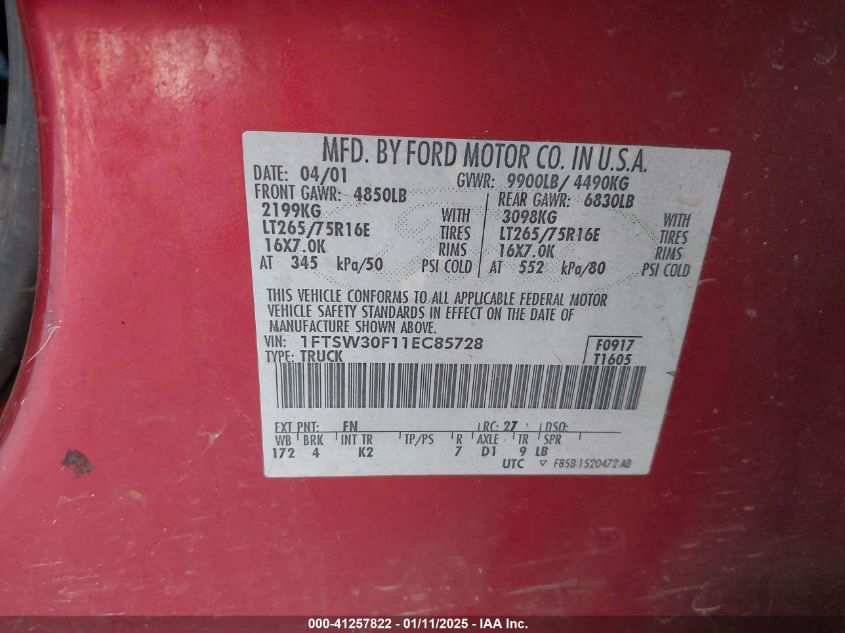 MFD. BY FORD MOTOR CO. IN U.S.A.
DATE: 04/01 GVWR: 9900LB/ 4490KG
FRONT GAWR: 4850LB REAR GAWR: 6830LB
2199KG WITH 3098KG WITH
LT265/75R16E TIRES LT265/75R16E TIRES
16X7.0K RIMS 16X7.0K RIMS
AT 345 kPa/50 PSI COLD AT 552 kPa/80 PSI COLD
THIS VEHICLE CONFORMS TO ALL APPLICABLE FEDERAL MOTOR
VEHICLE SAFETY STANDARDS IN EFFECT ON THE DATE OF
MANUFACTURE SHOWN ABOVE.
VIN: 1FTSW30F11EC85728 F0917
TYPE: TRUCK T1605
EXT PNT: FN RC: 27 DSO:
WB BRK INT TR TP/PS R AXLE TR SPR
172 4 K2 7 D1 9 LB
UTC F85B-1520472-AB
000-41257822 - 01/11/2025 - IAA Inc.